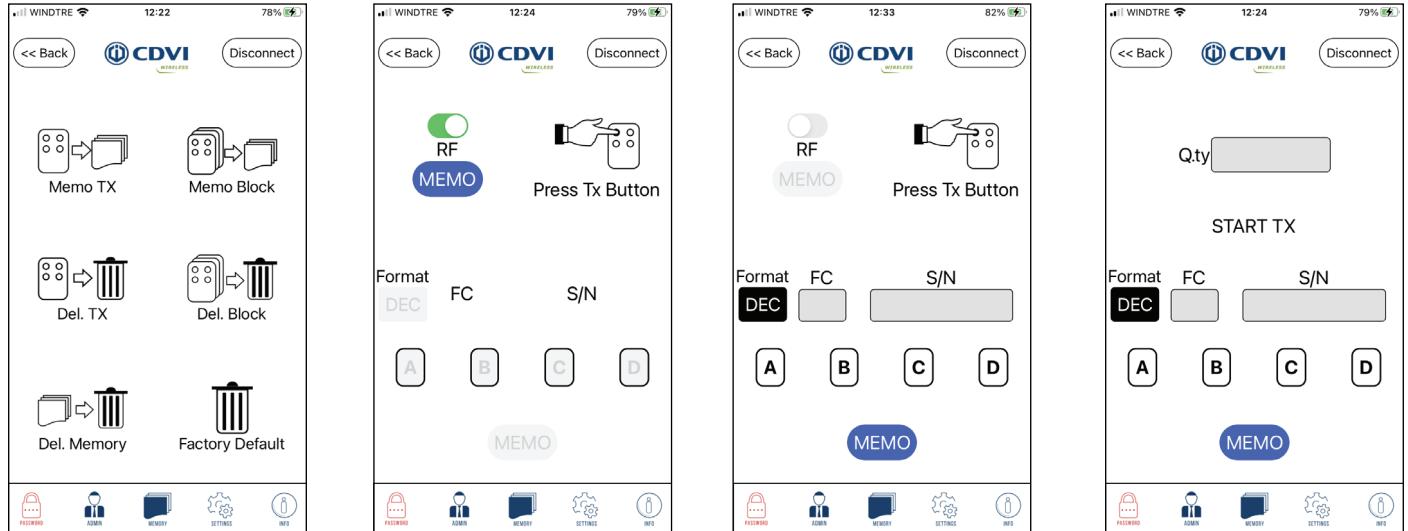 WINDTRE 12:22 78%
<< Back CDVI Disconnect
WIRELESS
Memo TX Memo Block
Del. TX Del. Block
Del. Memory Factory Default
PASSWORD ADMIN MEMORY SETTINGS INFO
WINDTRE 12:24 79%
<< Back CDVI Disconnect
WIRELESS
RF
MEMO Press Tx Button
Format FC S/N
DEC
A B C D
MEMO
PASSWORD ADMIN MEMORY SETTINGS INFO
WINDTRE 12:33 82%
<< Back CDVI Disconnect
WIRELESS
RF
MEMO Press Tx Button
Format FC S/N
DEC
A B C D
MEMO
PASSWORD ADMIN MEMORY SETTINGS INFO
WINDTRE 12:24 79%
<< Back CDVI Disconnect
WIRELESS
Q.ty
START TX
Format FC S/N
DEC
A B C D
MEMO
PASSWORD ADMIN MEMORY SETTINGS INFO